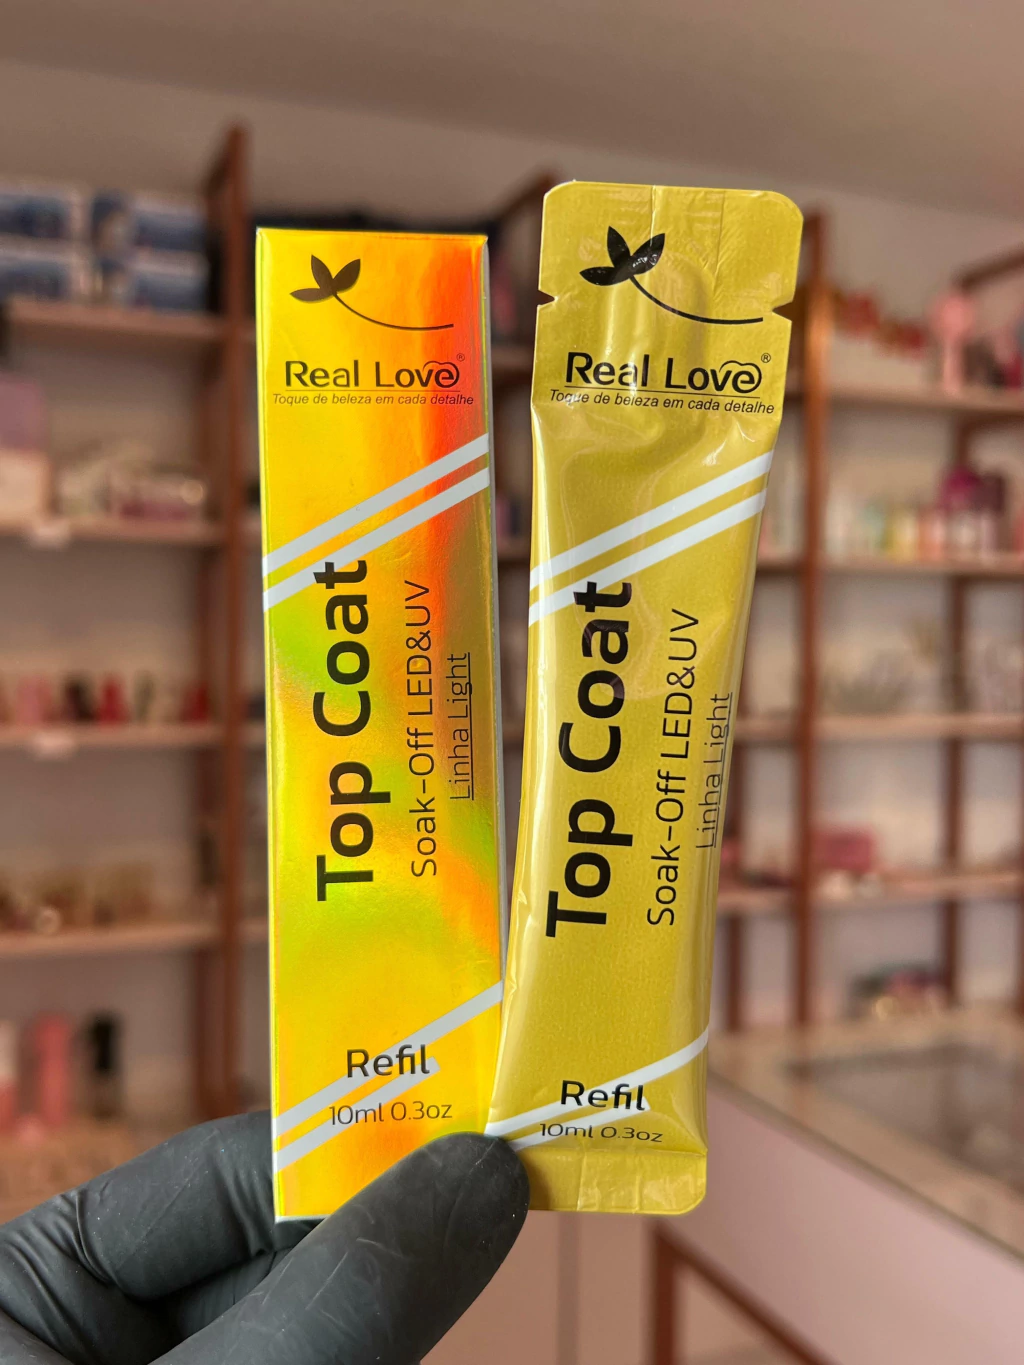 Real Love®
Toque de beleza em cada detalhe
Top Coat
Soak-Off LED&UV
Linha Light
Refil
10ml 0.3oz
Real Love®
Toque de beleza em cada detalhe
Top Coat
Soak-Off LED&UV
Linha Light
Refil
10ml 0.3oz